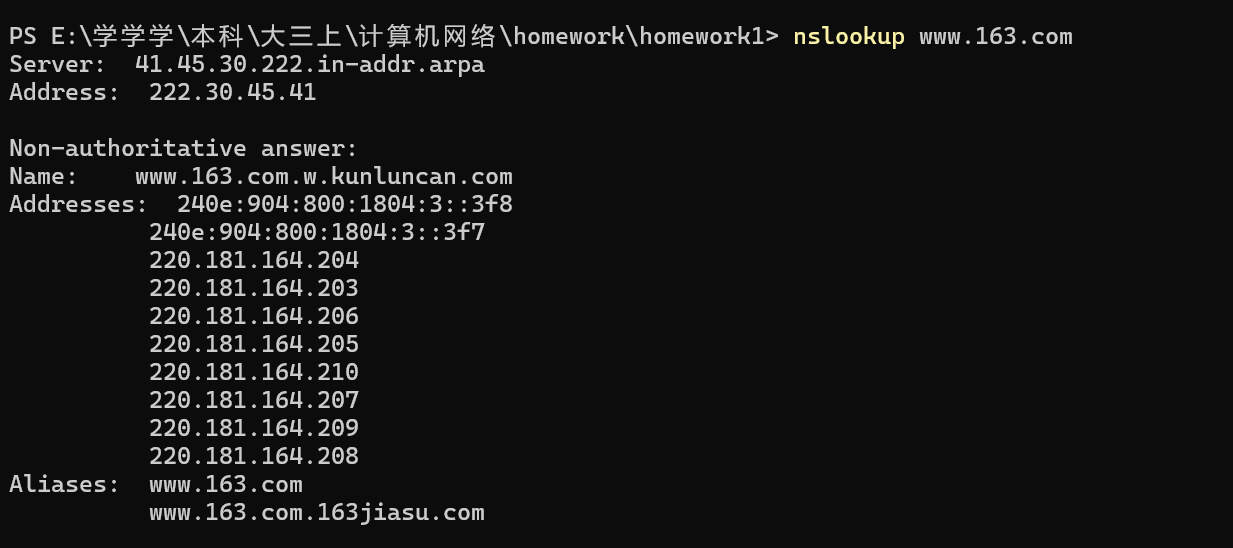 PS E:\学学学\本科\大三上\计算机网络\homework\homework1> nslookup www.163.com
Server:  41.45.30.222.in-addr.arpa
Address:  222.30.45.41

Non-authoritative answer:
Name:    www.163.com.w.kunluncan.com
Addresses:  240e:904:800:1804:3::3f8
          240e:904:800:1804:3::3f7
          220.181.164.204
          220.181.164.203
          220.181.164.206
          220.181.164.205
          220.181.164.210
          220.181.164.207
          220.181.164.209
          220.181.164.208
Aliases:  www.163.com
          www.163.com.163jiasu.com